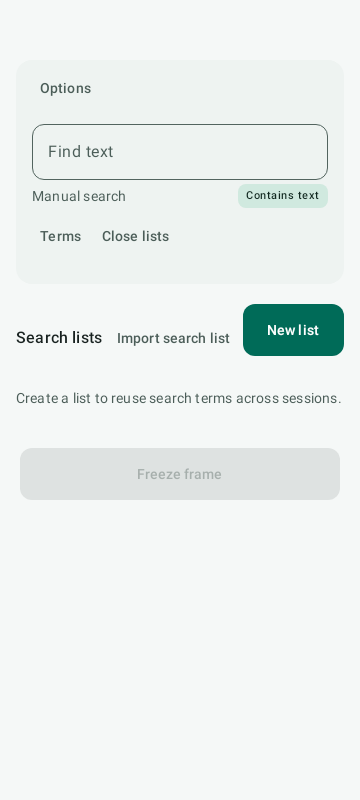 Options
Find text
Manual search
Contains text
Terms
Close lists
Search lists
Import search list
New list
Create a list to reuse search terms across sessions.
Freeze frame